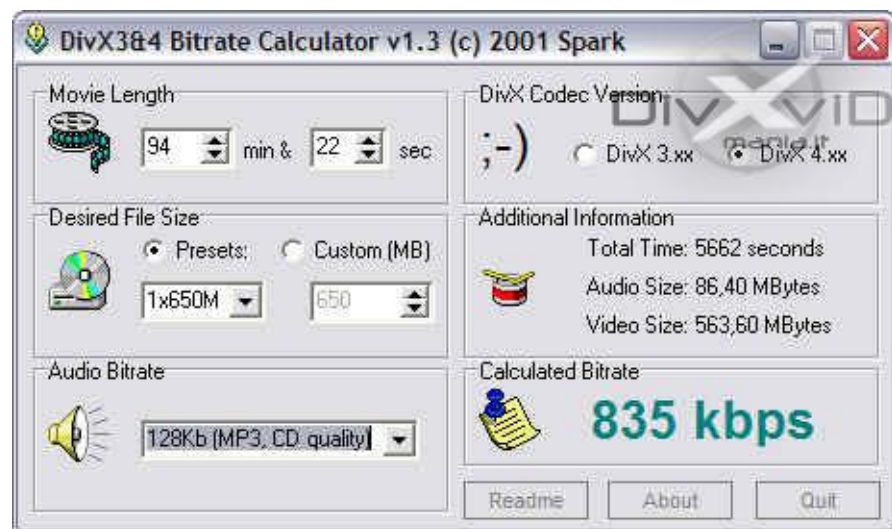 DivX3&4 Bitrate Calculator v1.3 (c) 2001 Spark
Movie Length
94 min & 22 sec
DivX Codec Version
;-) DivX 3.xx DivX 4.xx
DivXviD
mania.it
Desired File Size
Presets: Custom (MB)
1x650M 650
Additional Information
Total Time: 5662 seconds
Audio Size: 86,40 MBytes
Video Size: 563,60 MBytes
Audio Bitrate
128Kb (MP3, CD quality)
Calculated Bitrate
835 kbps
Readme About Quit